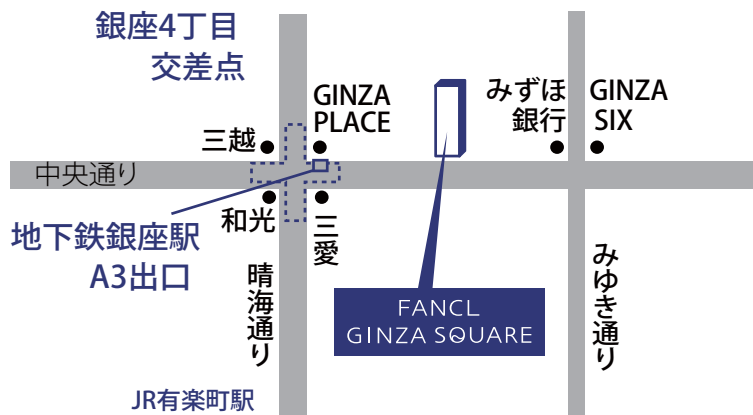 銀座4丁目
交差点
GINZA
PLACE
みずほ
銀行
GINZA
SIX
三越
中央通り
和光
三愛
地下鉄銀座駅
A3出口
晴海通り
みゆき通り
FANCL
GINZA SQUARE
JR有楽町駅